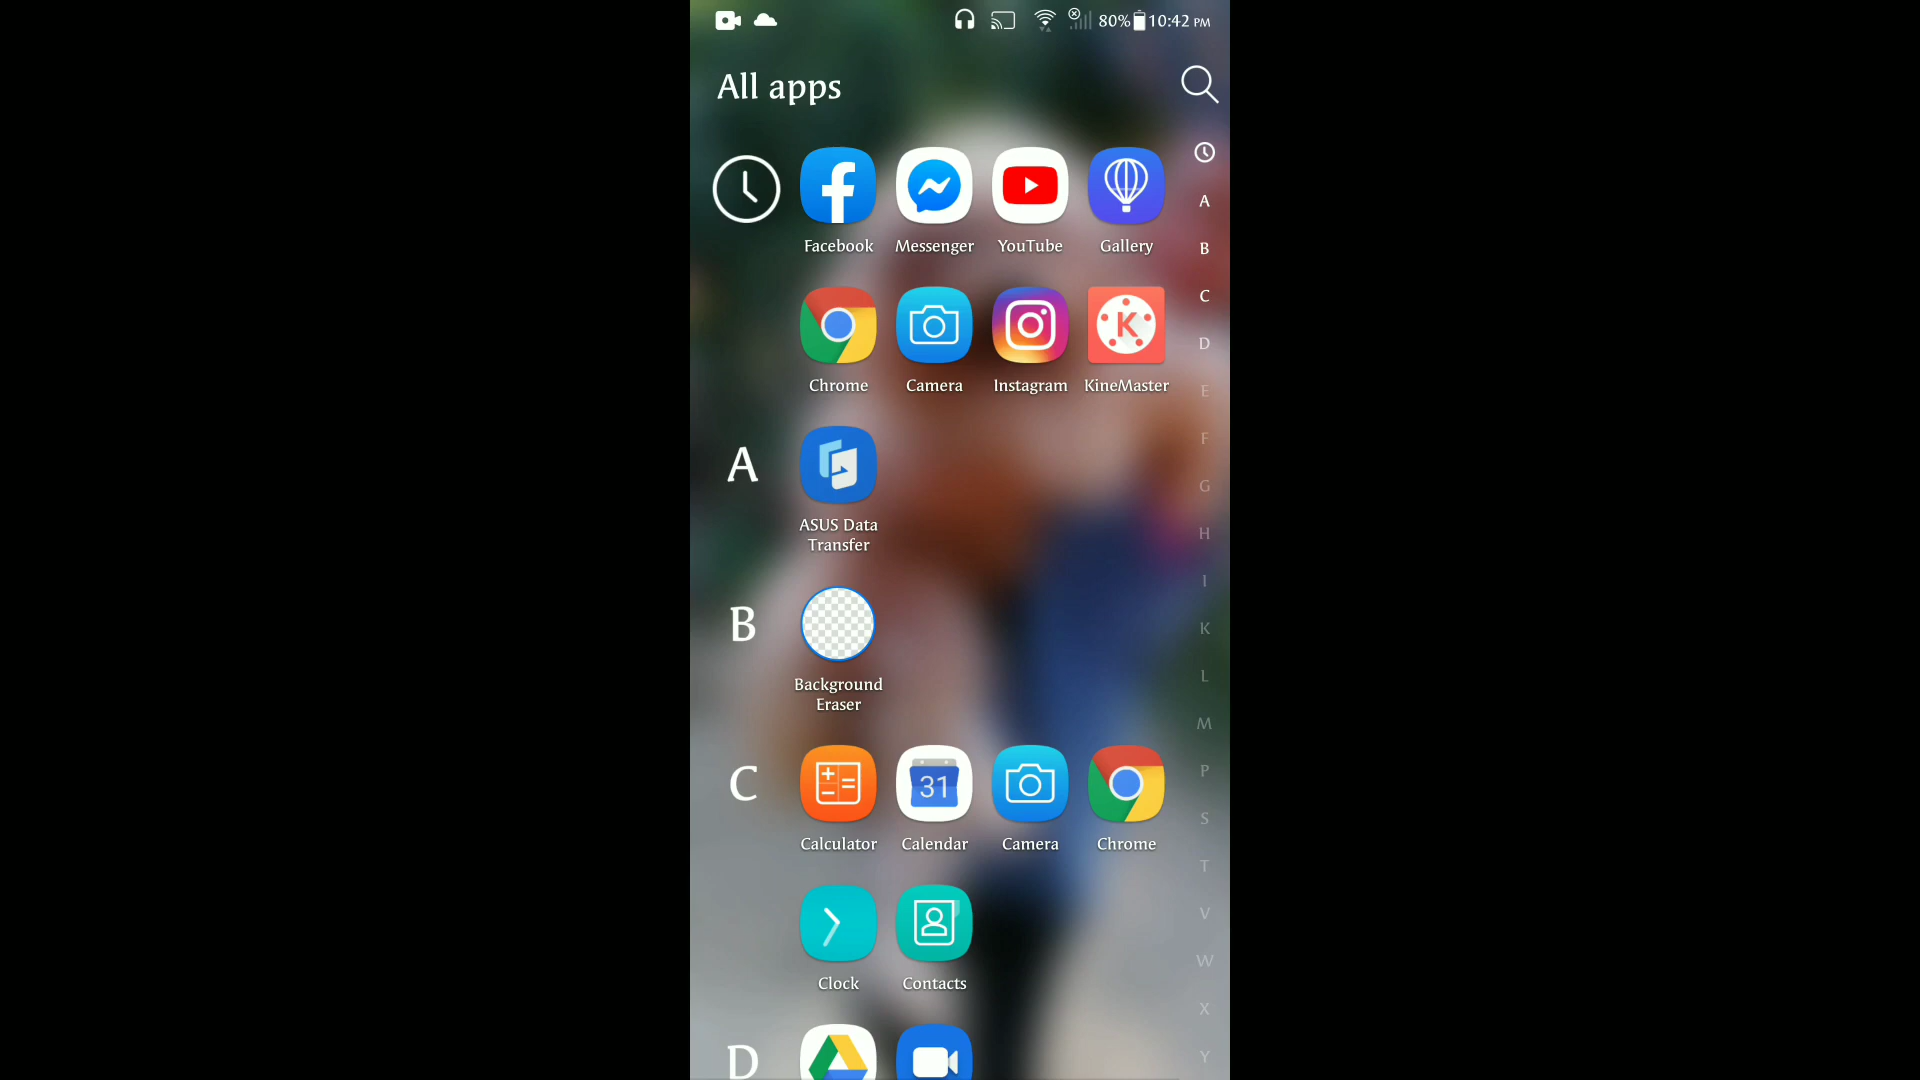 80% 10:42 PM
All apps
Facebook Messenger YouTube Gallery
Chrome Camera Instagram KineMaster
K
A
ASUS Data Transfer
B
Background Eraser
C
31
Calculator Calendar Camera Chrome
Clock Contacts
D
A
B
C
D
E
F
G
H
I
K
L
M
P
S
T
V
W
X
Y